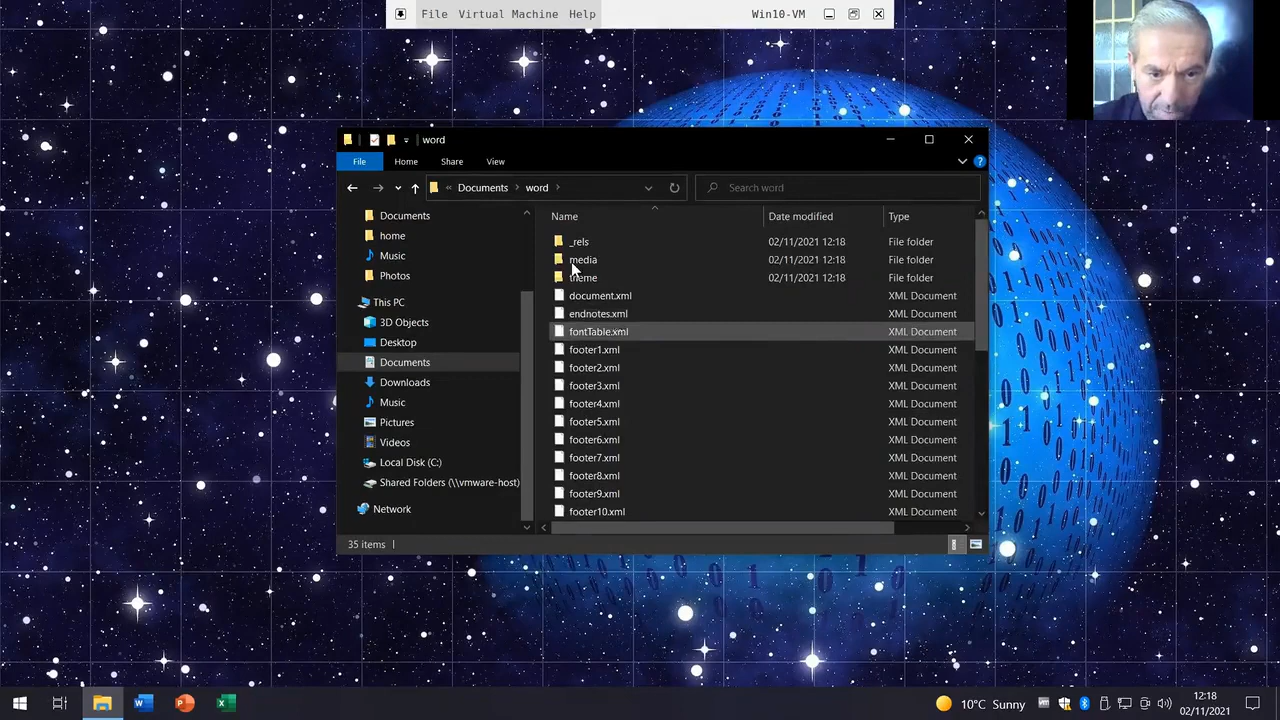 File Virtual Machine Help Win10-VM
word
File Home Share View
« Documents › word › Search word
Name Date modified Type
Documents
home
Music
Photos
This PC
3D Objects
Desktop
Documents
Downloads
Music
Pictures
Videos
Local Disk (C:)
Shared Folders (\\vmware-host)
Network
_rels 02/11/2021 12:18 File folder
media 02/11/2021 12:18 File folder
theme 02/11/2021 12:18 File folder
document.xml XML Document
endnotes.xml XML Document
fontTable.xml XML Document
footer1.xml XML Document
footer2.xml XML Document
footer3.xml XML Document
footer4.xml XML Document
footer5.xml XML Document
footer6.xml XML Document
footer7.xml XML Document
footer8.xml XML Document
footer9.xml XML Document
footer10.xml XML Document
35 items
10°C Sunny
12:18
02/11/2021